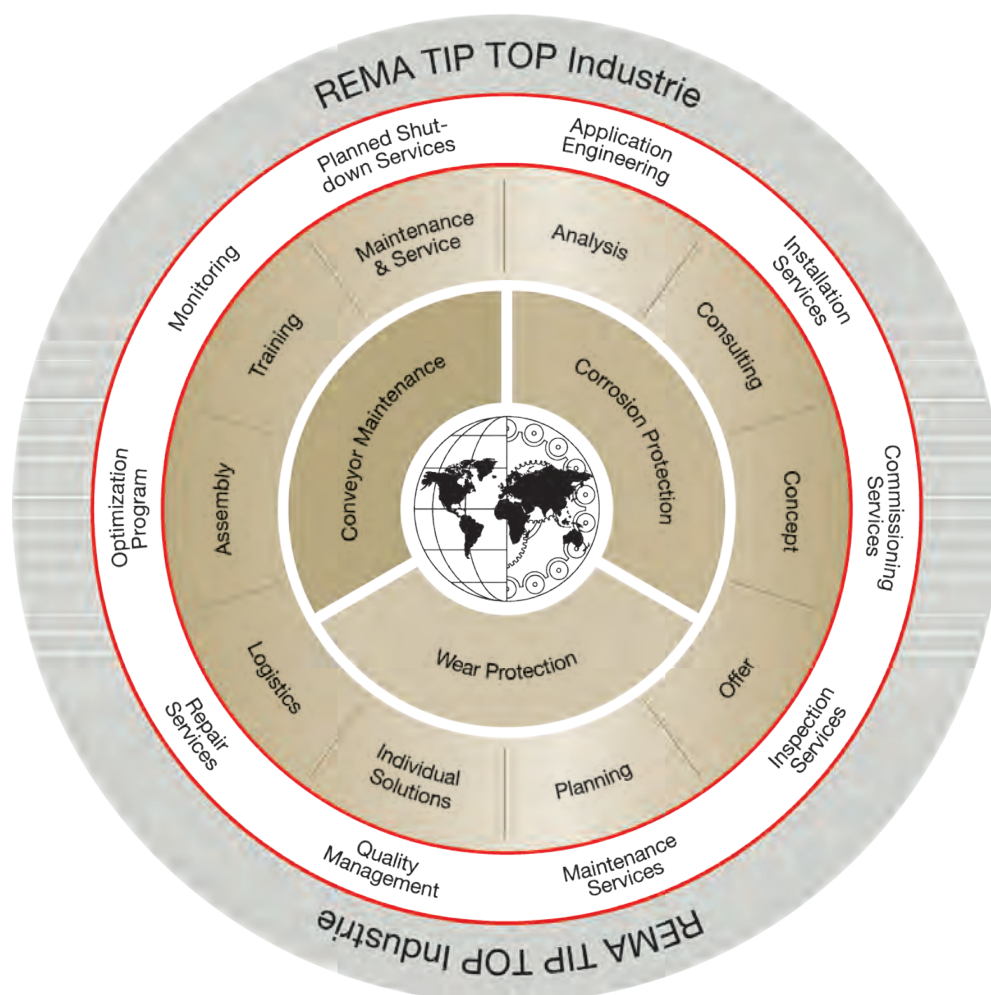 REMA TIP TOP Industrie
Planned Shut-
down Services
Application
Engineering
Installation
Services
Commissioning
Services
Inspection
Services
Maintenance
Services
Quality
Management
Repair
Services
Optimization
Program
Monitoring
Maintenance
& Service
Analysis
Consulting
Concept
Offer
Planning
Individual
Solutions
Logistics
Assembly
Training
Conveyor Maintenance
Corrosion Protection
Wear Protection
REMA TIP TOP Industrie